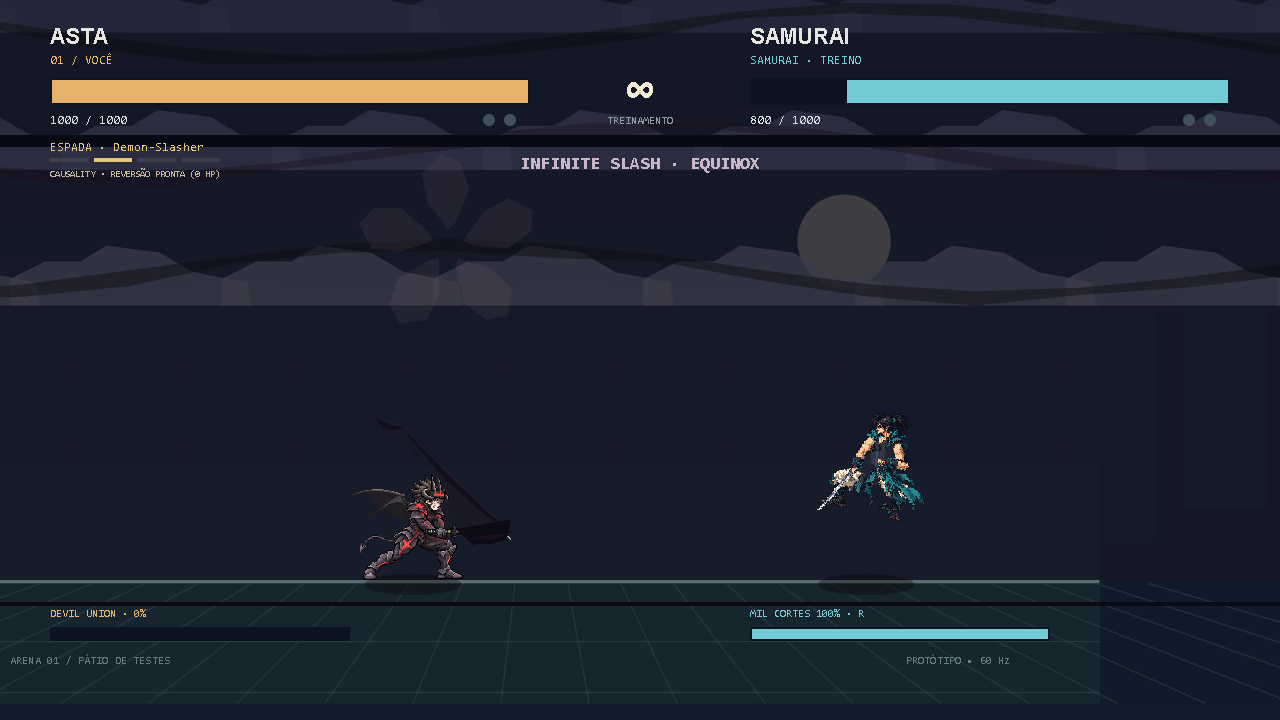 ASTA
01 / VOCÊ
1000 / 1000
∞
TREINAMENTO
SAMURAI
SAMURAI · TREINO
800 / 1000
ESPADA · Demon-Slasher
CAUSALITY · REVERSÃO PRONTA (0 HP)
INFINITE SLASH · EQUINOX
DEVIL UNION · 0%
MIL CORTES 100% · R
ARENA 01 / PÁTIO DE TESTES
PROTÓTIPO • 60 Hz